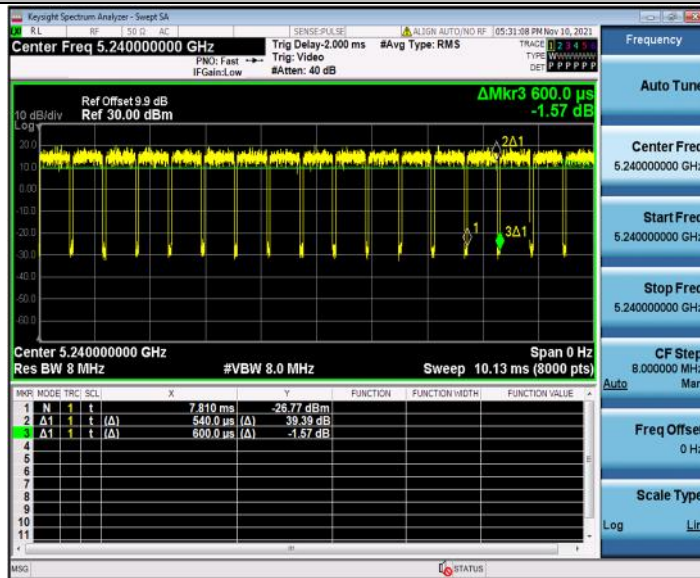 Keysight Spectrum Analyzer - Swept SA
RL RF 50 Ω AC SENSE:PULSE ALIGN AUTO/NO RF 05:31:08 PM Nov 10, 2021
Center Freq 5.240000000 GHz
Trig Delay-2.000 ms #Avg Type: RMS
TRACE 1 2 3 4 5 6
PNO: Fast Trig: Video
TYPE WWWWWW
IFGain:Low #Atten: 40 dB
DET P P P P P P
Frequency
Auto Tune
Center Freq
5.240000000 GHz
Start Freq
5.240000000 GHz
Stop Freq
5.240000000 GHz
CF Step
8.000000 MHz
Auto Man
Freq Offset
0 Hz
Scale Type
Log Lin
ΔMkr3 600.0 µs
-1.57 dB
Ref Offset 9.9 dB
10 dB/div Ref 30.00 dBm
Log
20.0
10.0
0.00
-10.0
-20.0
-30.0
-40.0
-50.0
-60.0
2Δ1
1
3Δ1
Center 5.240000000 GHz Span 0 Hz
Res BW 8 MHz #VBW 8.0 MHz Sweep 10.13 ms (8000 pts)
MKR MODE TRC SCL X Y FUNCTION FUNCTION WIDTH FUNCTION VALUE
1 N 1 t 7.810 ms -26.77 dBm
2 Δ1 1 t (Δ) 540.0 µs (Δ) 39.39 dB
3 Δ1 1 t (Δ) 600.0 µs (Δ) -1.57 dB
4
5
6
7
8
9
10
11
MSG STATUS